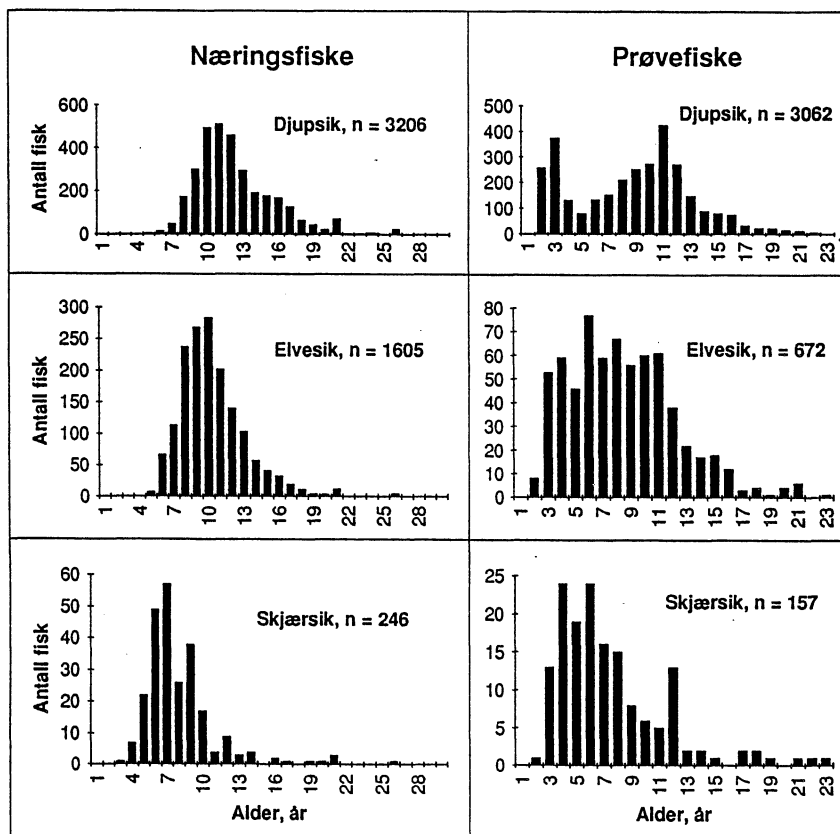 Næringsfiske
Prøvefiske
Antall fisk
600
400
200
0
Djupsik, n = 3206
1 4 7 10 13 16 19 22 25 28
500
400
300
200
100
0
Djupsik, n = 3062
1 3 5 7 9 11 13 15 17 19 21 23
Antall fisk
300
250
200
150
100
50
0
Elvesik, n = 1605
1 4 7 10 13 16 19 22 25 28
80
70
60
50
40
30
20
10
0
Elvesik, n = 672
1 3 5 7 9 11 13 15 17 19 21 23
Antall fisk
60
50
40
30
20
10
0
Skjærsik, n = 246
1 4 7 10 13 16 19 22 25 28
Alder, år
25
20
15
10
5
0
Skjærsik, n = 157
1 3 5 7 9 11 13 15 17 19 21 23
Alder, år